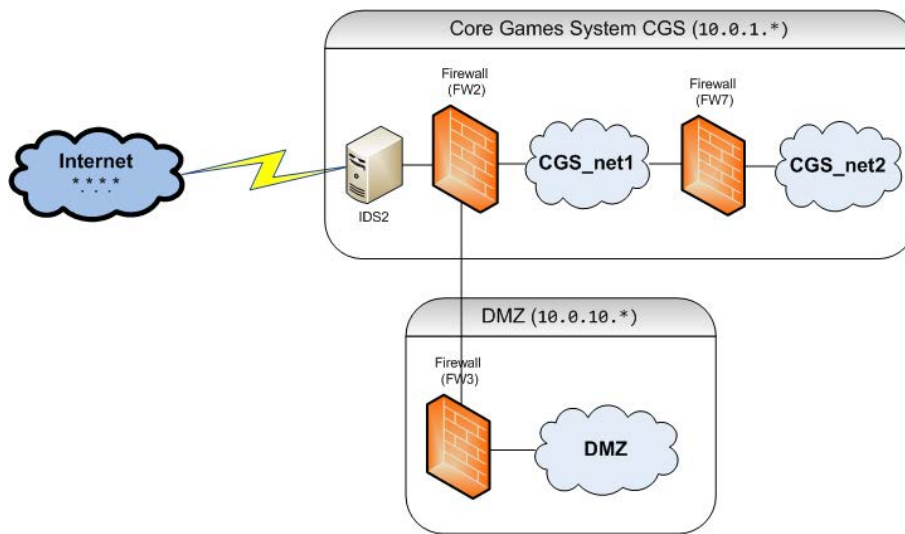 Core Games System CGS (10.0.1.*)
Firewall
(FW2)
Firewall
(FW7)
Internet
*.*.*.*
CGS_net1
CGS_net2
IDS2
DMZ (10.0.10.*)
Firewall
(FW3)
DMZ